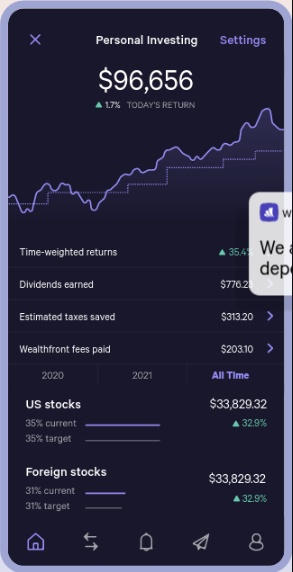 Personal Investing Settings
$96,656
1.7% TODAY'S RETURN
Time-weighted returns 35.4%
Dividends earned $776.28
Estimated taxes saved $313.20
Wealthfront fees paid $203.10
2020 2021 All Time
US stocks $33,829.32
35% current 32.9%
35% target
Foreign stocks $33,829.32
31% current 32.9%
31% target
W
We a
depo